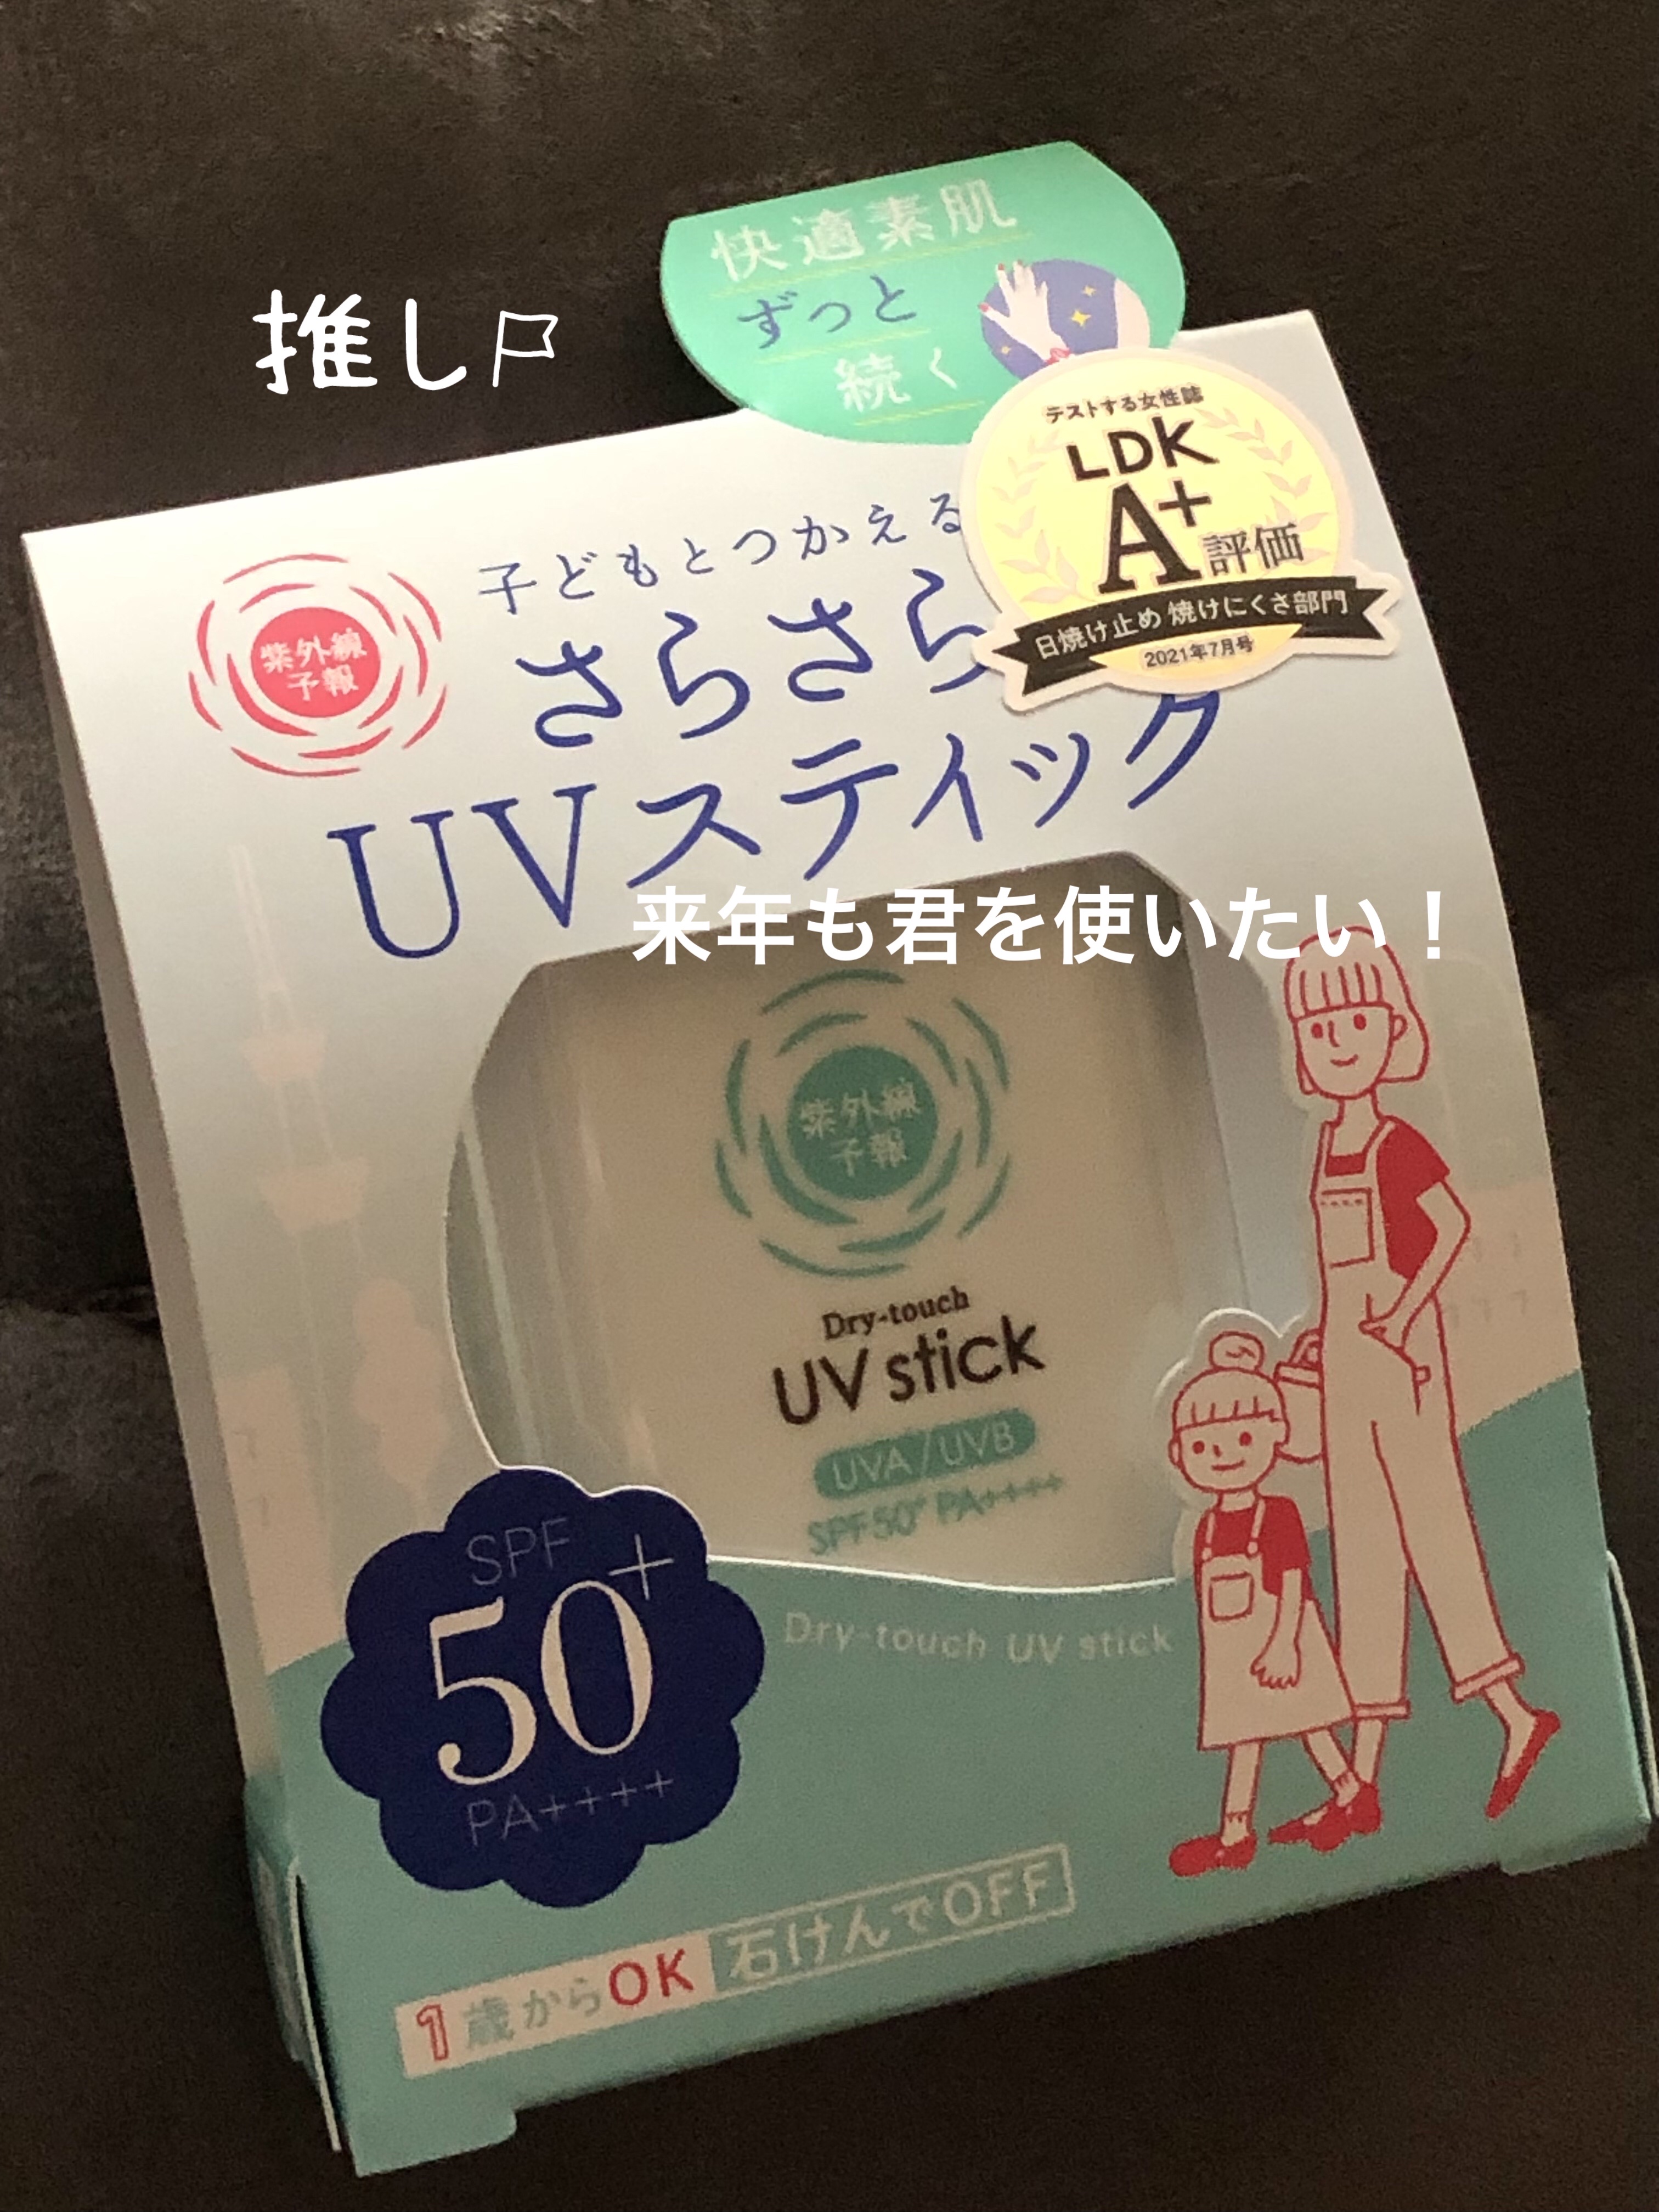 快適素肌
ずっと
続く
推し
テストする女性誌
LDK
A+評価
日焼け止め 焼けにくさ部門
2021年7月号
紫外線
予報
子どもとつかえる
さらさら
UVスティック
来年も君を使いたい！
紫外線
予報
Dry-touch
UV stick
UVA/UVB
SPF50+ PA++++
SPF
50+
PA++++
Dry-touch UV stick
1歳からOK 石けんでOFF